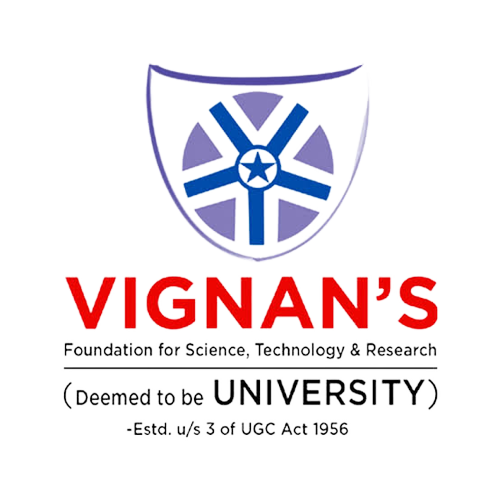 VIGNAN'S
Foundation for Science, Technology & Research
(Deemed to be UNIVERSITY)
-Estd. u/s 3 of UGC Act 1956